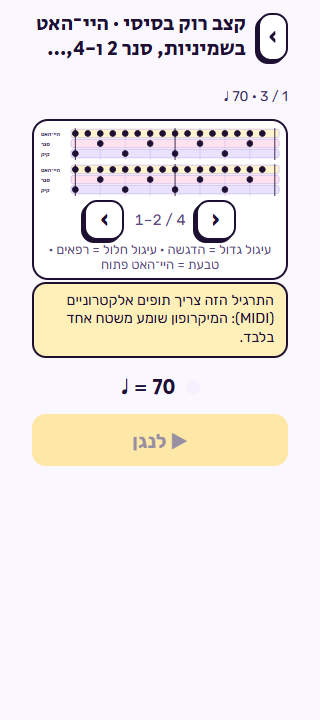 קצב רוק בסיסי · היי־האט
בשמיניות, סנר 2 ו-4,...
1 / 3 · 70 ♩
היי־האט
סנר
קיק
היי־האט
סנר
קיק
1–2 / 4
עיגול גדול = הדגשה · עיגול חלול = רפאים ·
טבעת = היי־האט פתוח
התרגיל הזה צריך תופים אלקטרוניים
(MIDI): המיקרופון שומע משטח אחד
בלבד.
♩ = 70
▶ לנגן